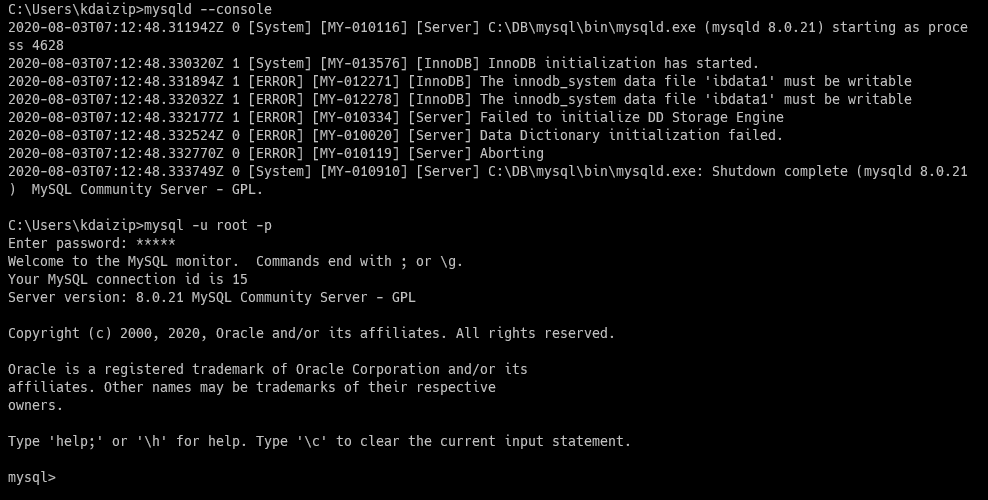 C:\Users\kdaizip>mysqld --console
2020-08-03T07:12:48.311942Z 0 [System] [MY-010116] [Server] C:\DB\mysql\bin\mysqld.exe (mysqld 8.0.21) starting as proce
ss 4628
2020-08-03T07:12:48.330320Z 1 [System] [MY-013576] [InnoDB] InnoDB initialization has started.
2020-08-03T07:12:48.331894Z 1 [ERROR] [MY-012271] [InnoDB] The innodb_system data file 'ibdata1' must be writable
2020-08-03T07:12:48.332032Z 1 [ERROR] [MY-012278] [InnoDB] The innodb_system data file 'ibdata1' must be writable
2020-08-03T07:12:48.332177Z 1 [ERROR] [MY-010334] [Server] Failed to initialize DD Storage Engine
2020-08-03T07:12:48.332524Z 0 [ERROR] [MY-010020] [Server] Data Dictionary initialization failed.
2020-08-03T07:12:48.332770Z 0 [ERROR] [MY-010119] [Server] Aborting
2020-08-03T07:12:48.333749Z 0 [System] [MY-010910] [Server] C:\DB\mysql\bin\mysqld.exe: Shutdown complete (mysqld 8.0.21
)  MySQL Community Server - GPL.
C:\Users\kdaizip>mysql -u root -p
Enter password: *****
Welcome to the MySQL monitor.  Commands end with ; or \g.
Your MySQL connection id is 15
Server version: 8.0.21 MySQL Community Server - GPL
Copyright (c) 2000, 2020, Oracle and/or its affiliates. All rights reserved.
Oracle is a registered trademark of Oracle Corporation and/or its
affiliates. Other names may be trademarks of their respective
owners.
Type 'help;' or '\h' for help. Type '\c' to clear the current input statement.
mysql>